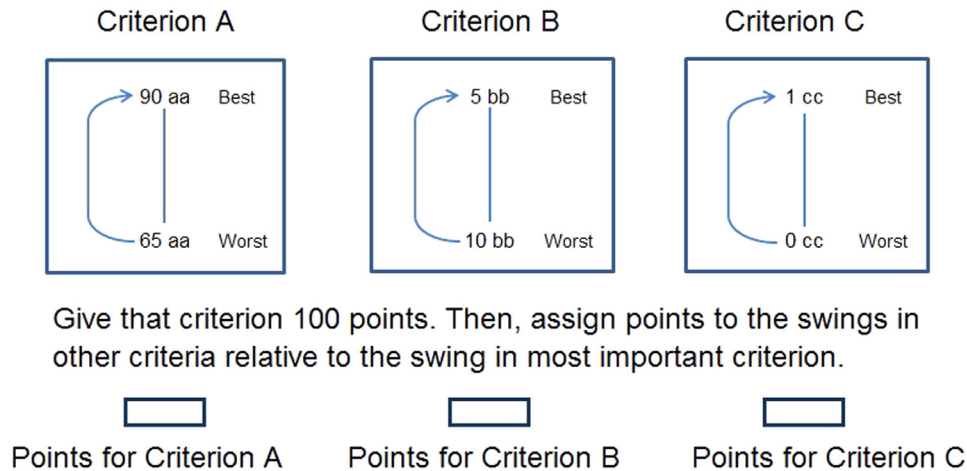 Criterion A
Criterion B
Criterion C
90 aa Best
5 bb Best
1 cc Best
65 aa Worst
10 bb Worst
0 cc Worst
Give that criterion 100 points. Then, assign points to the swings in
other criteria relative to the swing in most important criterion.
Points for Criterion A
Points for Criterion B
Points for Criterion C